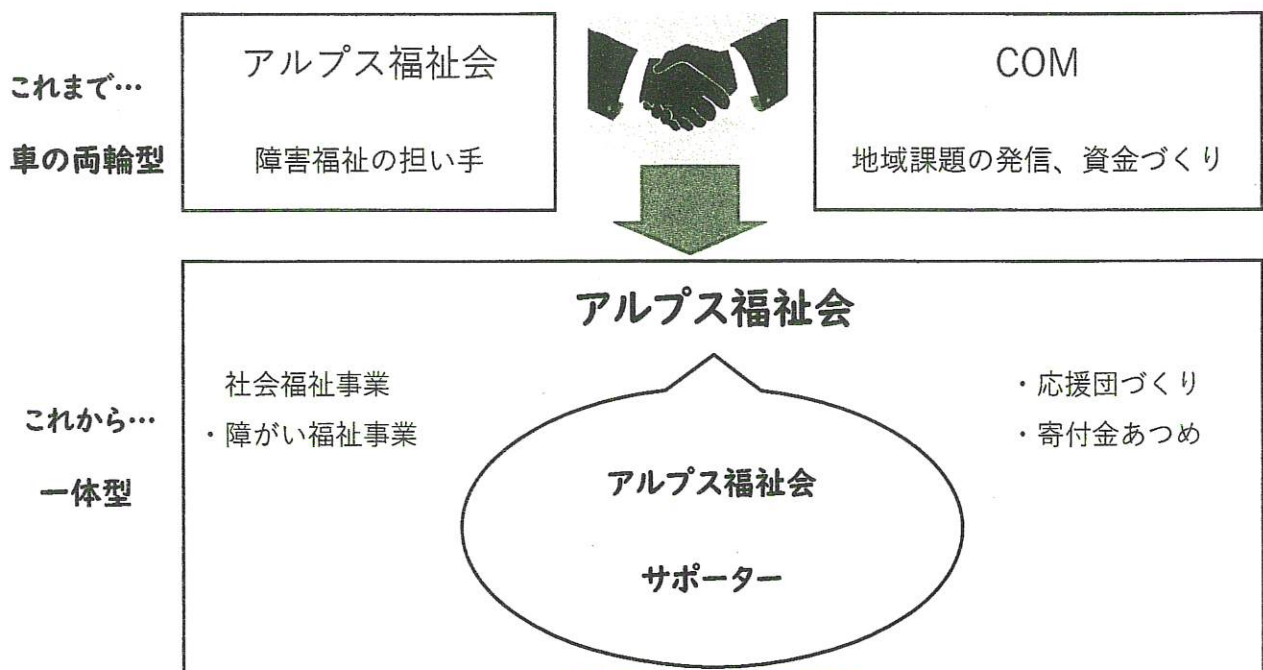 これまで…
車の両輪型
アルプス福祉会
障害福祉の担い手
COM
地域課題の発信、資金づくり
これから…
一体型
アルプス福祉会
社会福祉事業
・障がい福祉事業
・応援団づくり
・寄付金あつめ
アルプス福祉会
サポーター